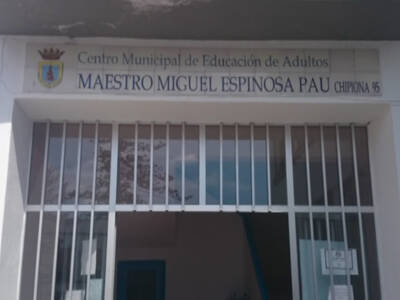 Centro Municipal de Educación de Adultos
MAESTRO MIGUEL ESPINOSA PAU CHIPIONA 95